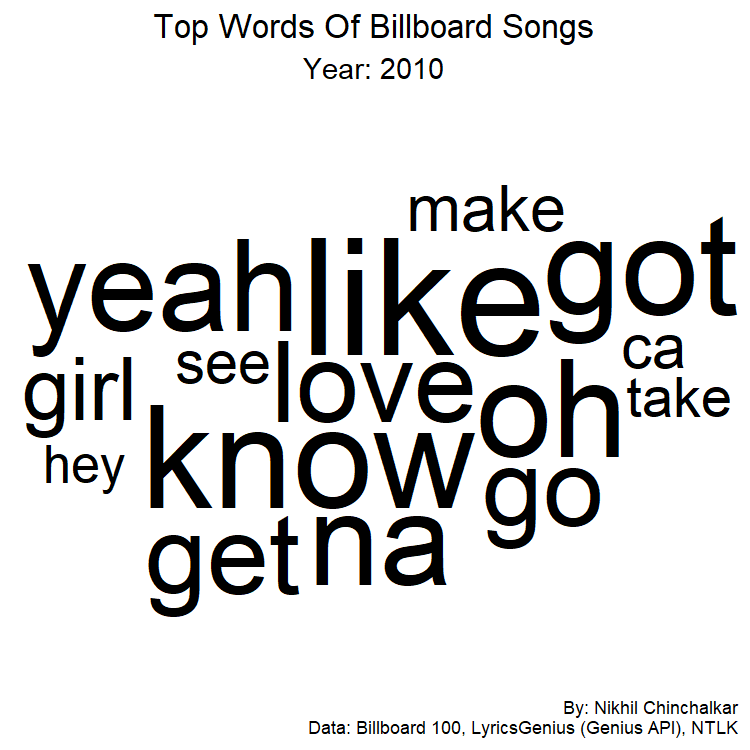 Top Words Of Billboard Songs
Year: 2010
make
yeah like got
girl see love ca
take
hey know oh
go
get na
By: Nikhil Chinchalkar
Data: Billboard 100, LyricsGenius (Genius API), NTLK